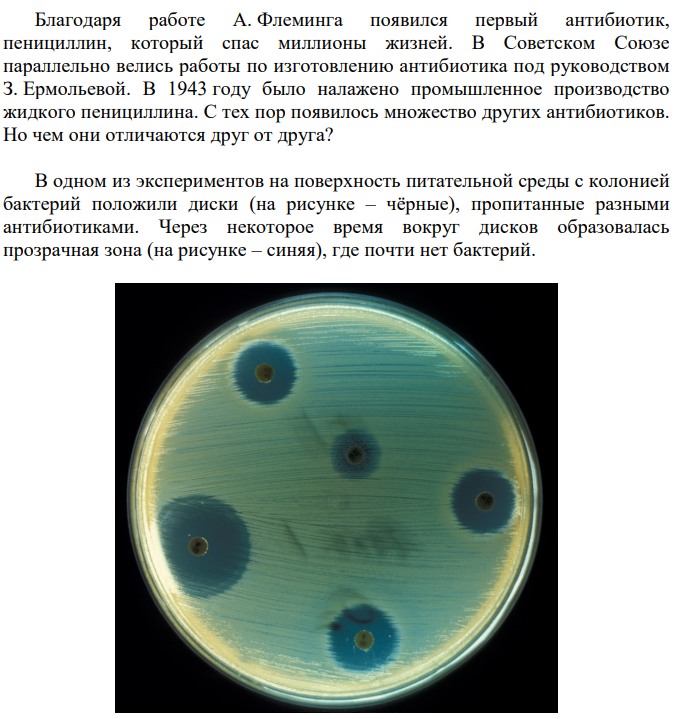 Благодаря работе А. Флеминга появился первый антибиотик,
пенициллин, который спас миллионы жизней. В Советском Союзе
параллельно велись работы по изготовлению антибиотика под руководством
З. Ермольевой. В 1943 году было налажено промышленное производство
жидкого пенициллина. С тех пор появилось множество других антибиотиков.
Но чем они отличаются друг от друга?
В одном из экспериментов на поверхность питательной среды с колонией
бактерий положили диски (на рисунке – чёрные), пропитанные разными
антибиотиками. Через некоторое время вокруг дисков образовалась
прозрачная зона (на рисунке – синяя), где почти нет бактерий.